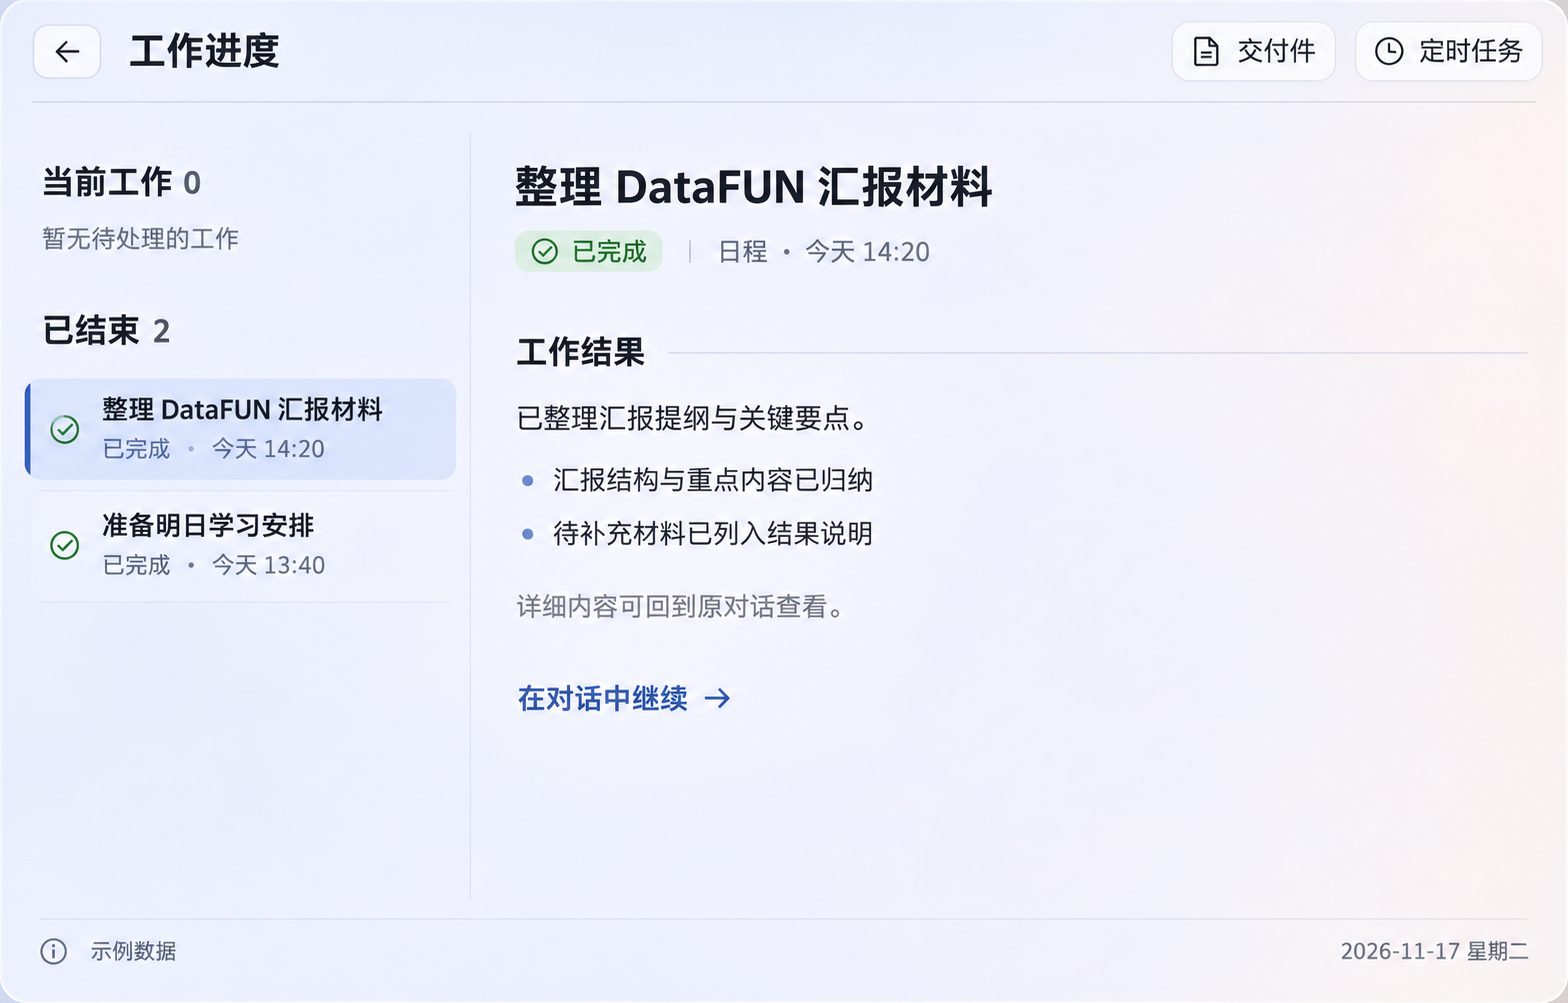 工作进度
交付件
定时任务
当前工作 0
暂无待处理的工作
已结束 2
整理 DataFUN 汇报材料
已完成 • 今天 14:20
准备明日学习安排
已完成 • 今天 13:40
整理 DataFUN 汇报材料
已完成 | 日程 • 今天 14:20
工作结果
已整理汇报提纲与关键要点。
• 汇报结构与重点内容已归纳
• 待补充材料已列入结果说明
详细内容可回到原对话查看。
在对话中继续 →
示例数据
2026-11-17 星期二